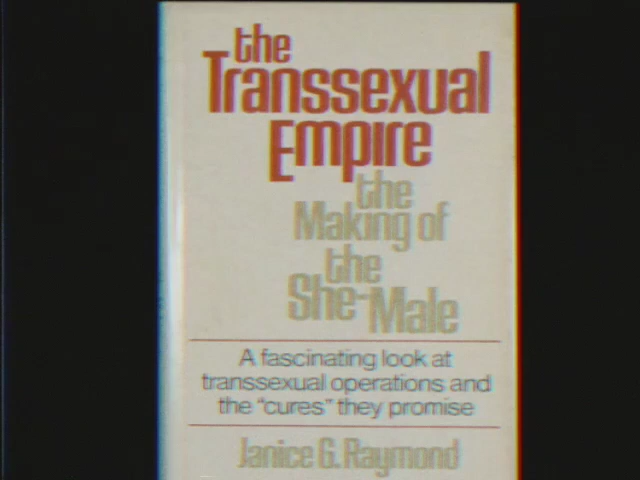 the
Transsexual
Empire
the
Making of
the
She-Male
A fascinating look at
transsexual operations and
the "cures" they promise
Janice G. Raymond